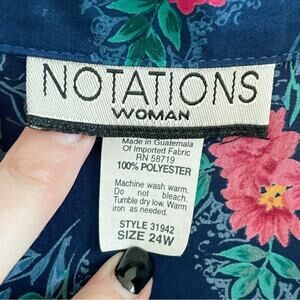 NOTATIONS
WOMAN
Made in Guatemala
Of Imported Fabric
RN 58719
100% POLYESTER
Machine wash warm.
Do not bleach.
Tumble dry low. Warm
iron as needed.
STYLE 31942
SIZE 24W